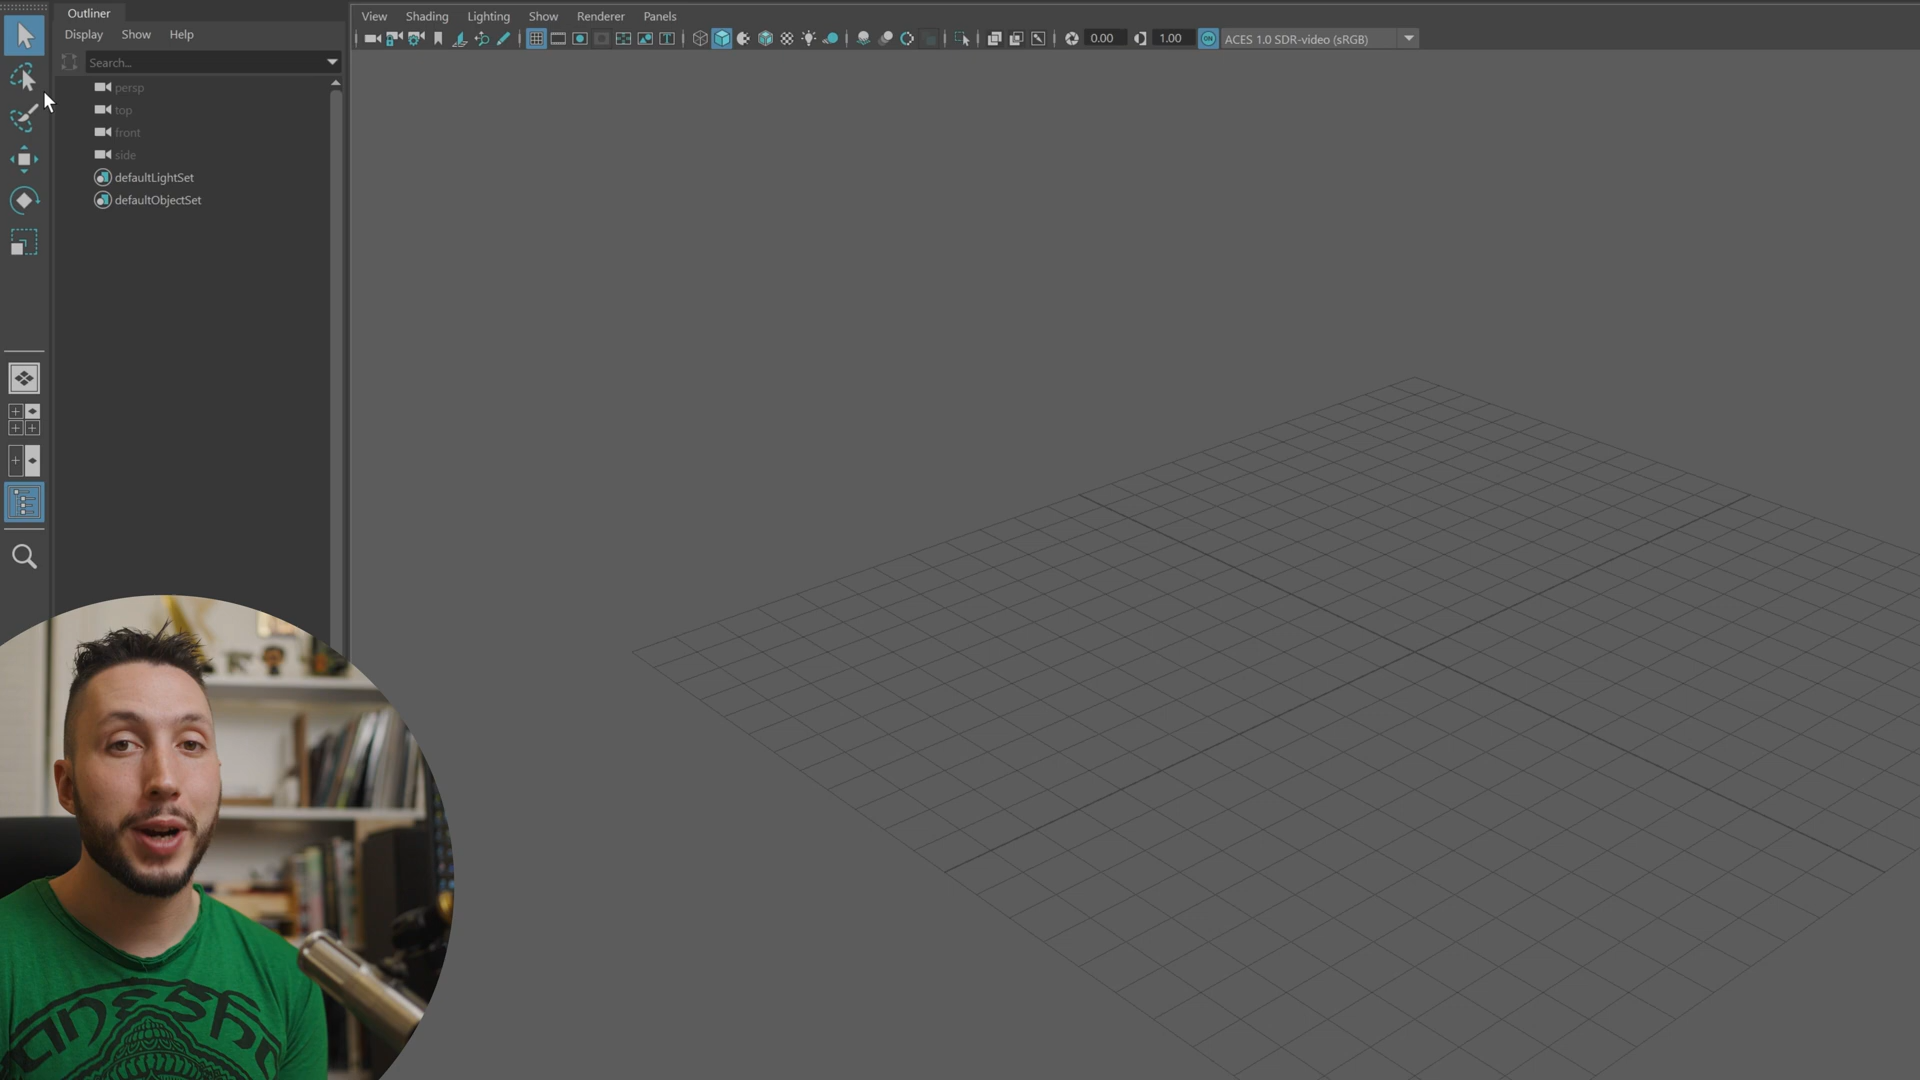 Outliner
Display Show Help
Search...
persp
top
front
side
defaultLightSet
defaultObjectSet
View Shading Lighting Show Renderer Panels
0.00 1.00 ON ACES 1.0 SDR-video (sRGB)